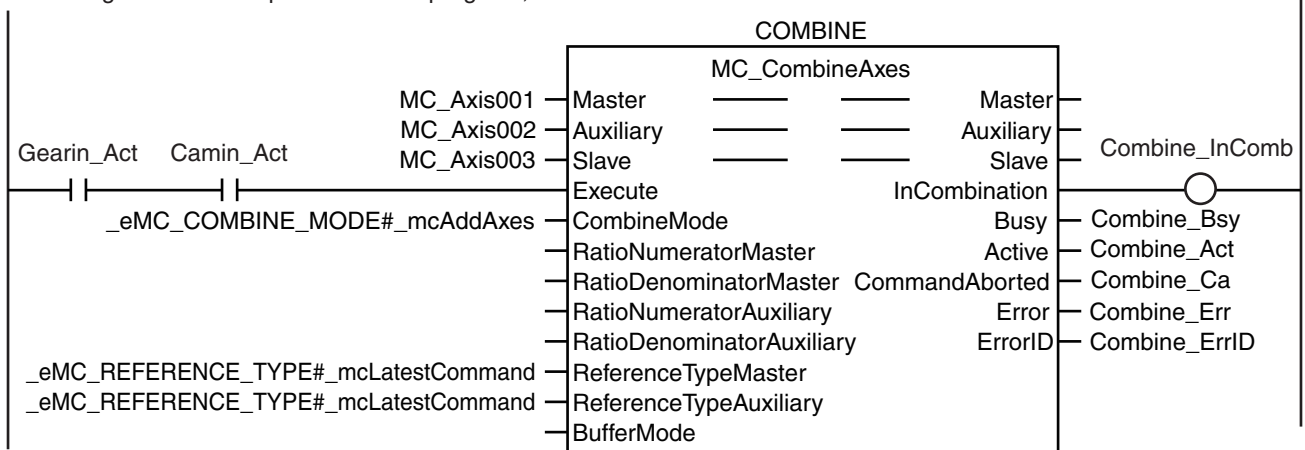 COMBINE
MC_CombineAxes
MC_Axis001 Master Master
MC_Axis002 Auxiliary Auxiliary
Gearin_Act Camin_Act MC_Axis003 Slave Slave Combine_InComb
Execute InCombination
_eMC_COMBINE_MODE#_mcAddAxes CombineMode Busy Combine_Bsy
RatioNumeratorMaster Active Combine_Act
RatioDenominatorMaster CommandAborted Combine_Ca
RatioNumeratorAuxiliary Error Combine_Err
RatioDenominatorAuxiliary ErrorID Combine_ErrID
_eMC_REFERENCE_TYPE#_mcLatestCommand ReferenceTypeMaster
_eMC_REFERENCE_TYPE#_mcLatestCommand ReferenceTypeAuxiliary
BufferMode